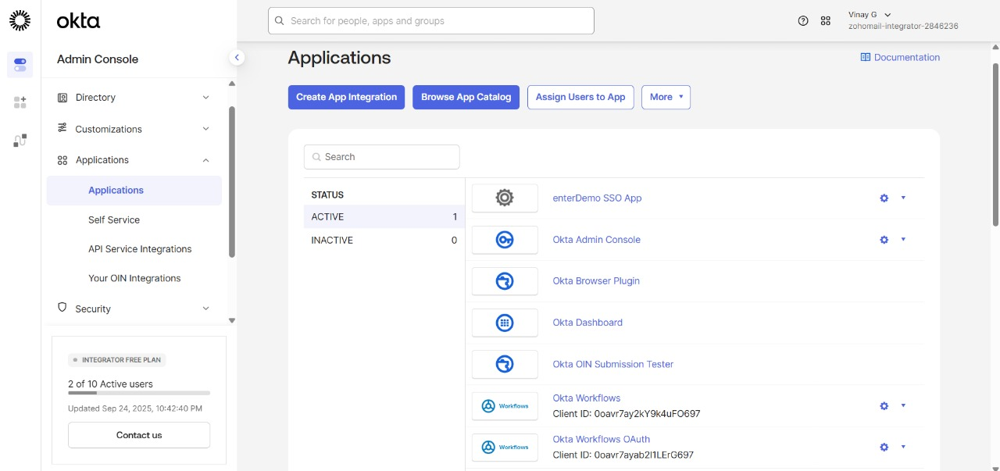 okta
Search for people, apps and groups
Vinay G
zohomail-integrator-2846236
Admin Console
Directory
Customizations
Applications
Applications
Self Service
API Service Integrations
Your OIN Integrations
Security
INTEGRATOR FREE PLAN
2 of 10 Active users
Updated Sep 24, 2025, 10:42:40 PM
Contact us
Applications
Documentation
Create App Integration
Browse App Catalog
Assign Users to App
More
Search
STATUS
ACTIVE 1
INACTIVE 0
enterDemo SSO App
Okta Admin Console
Okta Browser Plugin
Okta Dashboard
Okta OIN Submission Tester
Workflows
Okta Workflows
Client ID: 0oavr7ay2kY9k4uFO697
Workflows
Okta Workflows OAuth
Client ID: 0oavr7ayab2I1LErG697